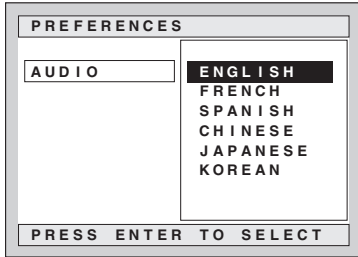 PREFERENCES
AUDIO
ENGLISH
FRENCH
SPANISH
CHINESE
JAPANESE
KOREAN
PRESS ENTER TO SELECT